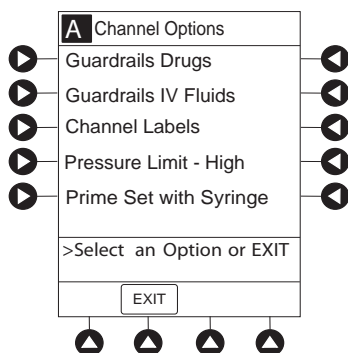 A Channel Options
Guardrails Drugs
Guardrails IV Fluids
Channel Labels
Pressure Limit - High
Prime Set with Syringe
>Select an Option or EXIT
EXIT